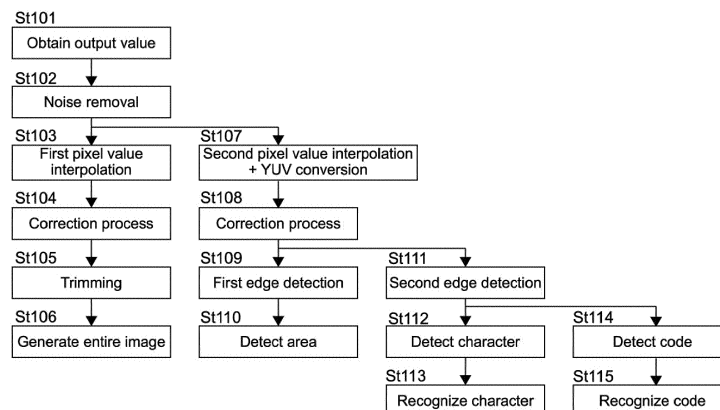 St101
Obtain output value
St102
Noise removal
St103
First pixel value
interpolation
St107
Second pixel value interpolation
+ YUV conversion
St104
Correction process
St108
Correction process
St105
Trimming
St109
First edge detection
St111
Second edge detection
St106
Generate entire image
St110
Detect area
St112
Detect character
St114
Detect code
St113
Recognize character
St115
Recognize code